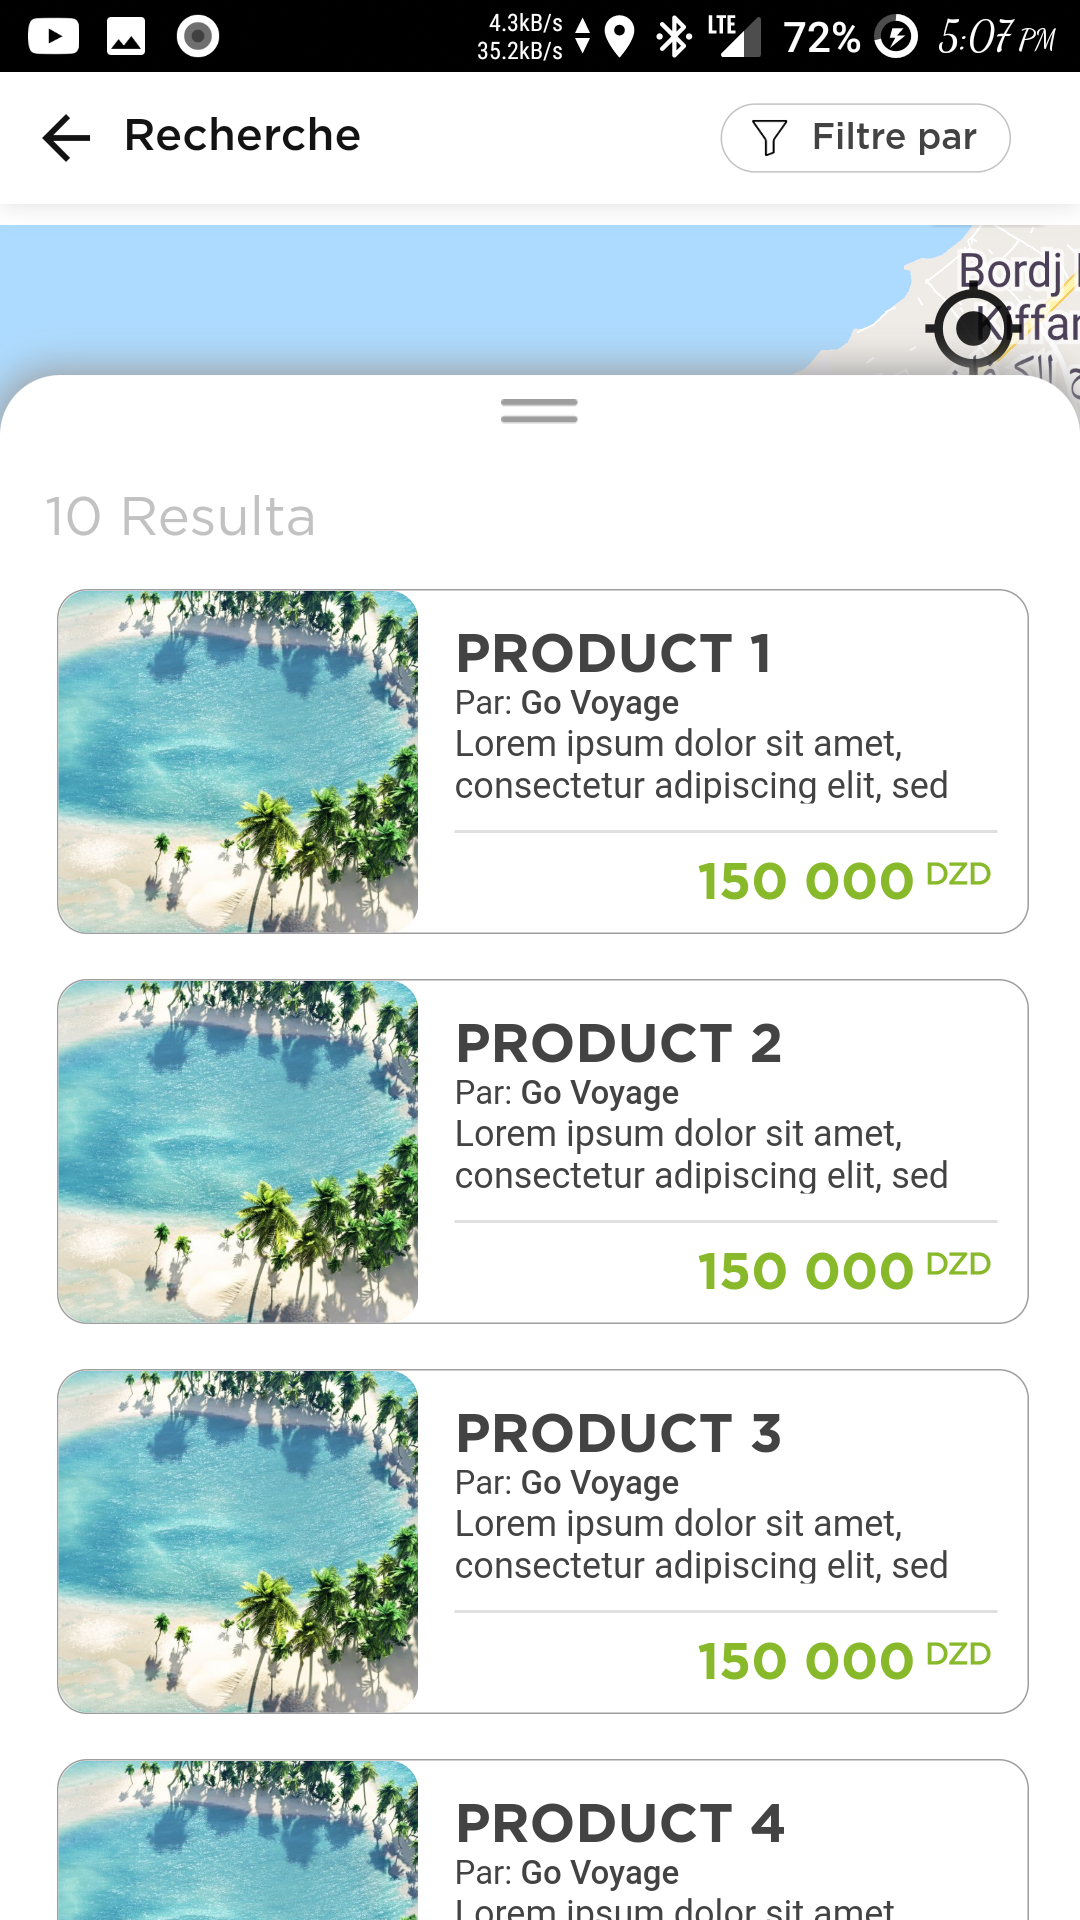 4.3kB/s
35.2kB/s
LTE
72%
5:07 PM
Recherche
Filtre par
Bordj
Kiffan
10 Resulta
PRODUCT 1
Par: Go Voyage
Lorem ipsum dolor sit amet,
consectetur adipiscing elit, sed
150 000 DZD
PRODUCT 2
Par: Go Voyage
Lorem ipsum dolor sit amet,
consectetur adipiscing elit, sed
150 000 DZD
PRODUCT 3
Par: Go Voyage
Lorem ipsum dolor sit amet,
consectetur adipiscing elit, sed
150 000 DZD
PRODUCT 4
Par: Go Voyage
Lorem ipsum dolor sit amet